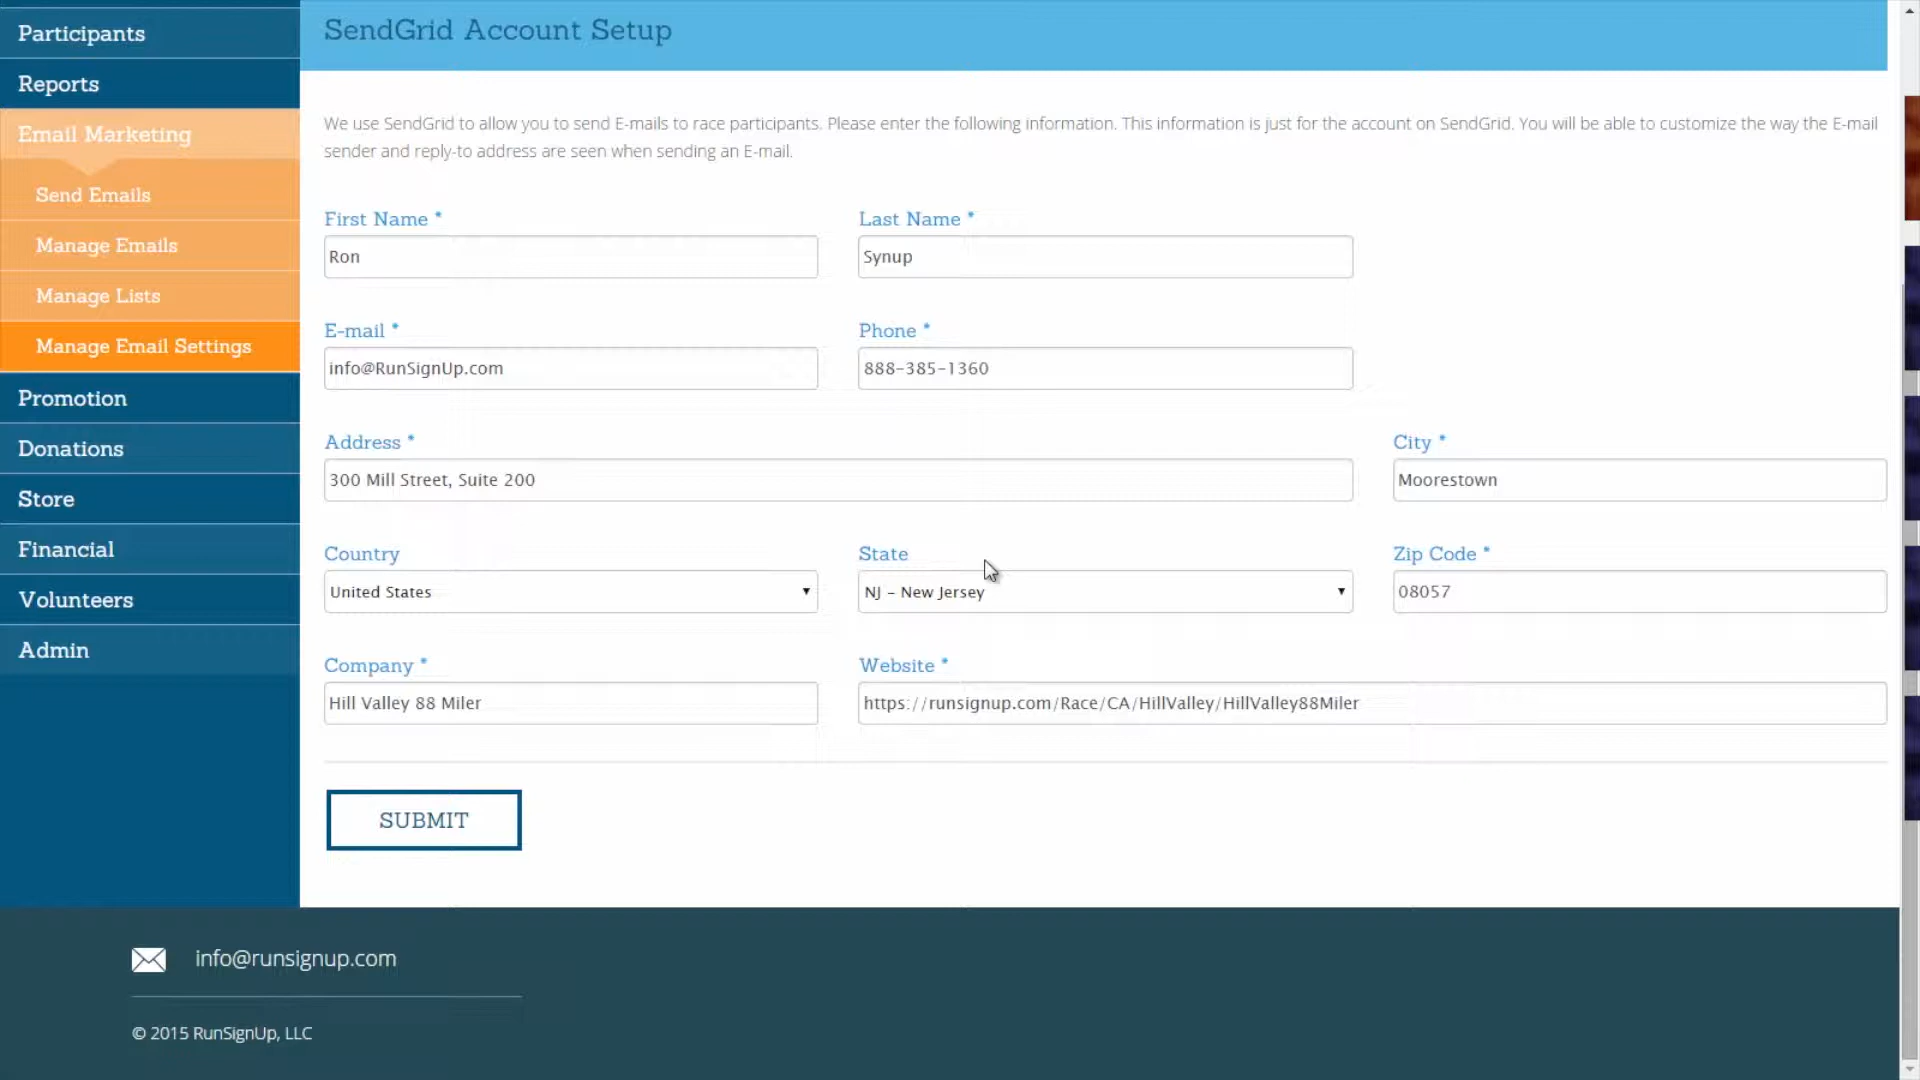 Participants
Reports
Email Marketing
Send Emails
Manage Emails
Manage Lists
Manage Email Settings
Promotion
Donations
Store
Financial
Volunteers
Admin
SendGrid Account Setup
We use SendGrid to allow you to send E-mails to race participants. Please enter the following information. This information is just for the account on SendGrid. You will be able to customize the way the E-mail
sender and reply-to address are seen when sending an E-mail.
First Name * Last Name *
Ron Synup
E-mail * Phone *
info@RunSignUp.com 888-385-1360
Address * City *
300 Mill Street, Suite 200 Moorestown
Country State Zip Code *
United States NJ - New Jersey 08057
Company * Website *
Hill Valley 88 Miler https://runsignup.com/Race/CA/HillValley/HillValley88Miler
SUBMIT
info@runsignup.com
© 2015 RunSignUp, LLC